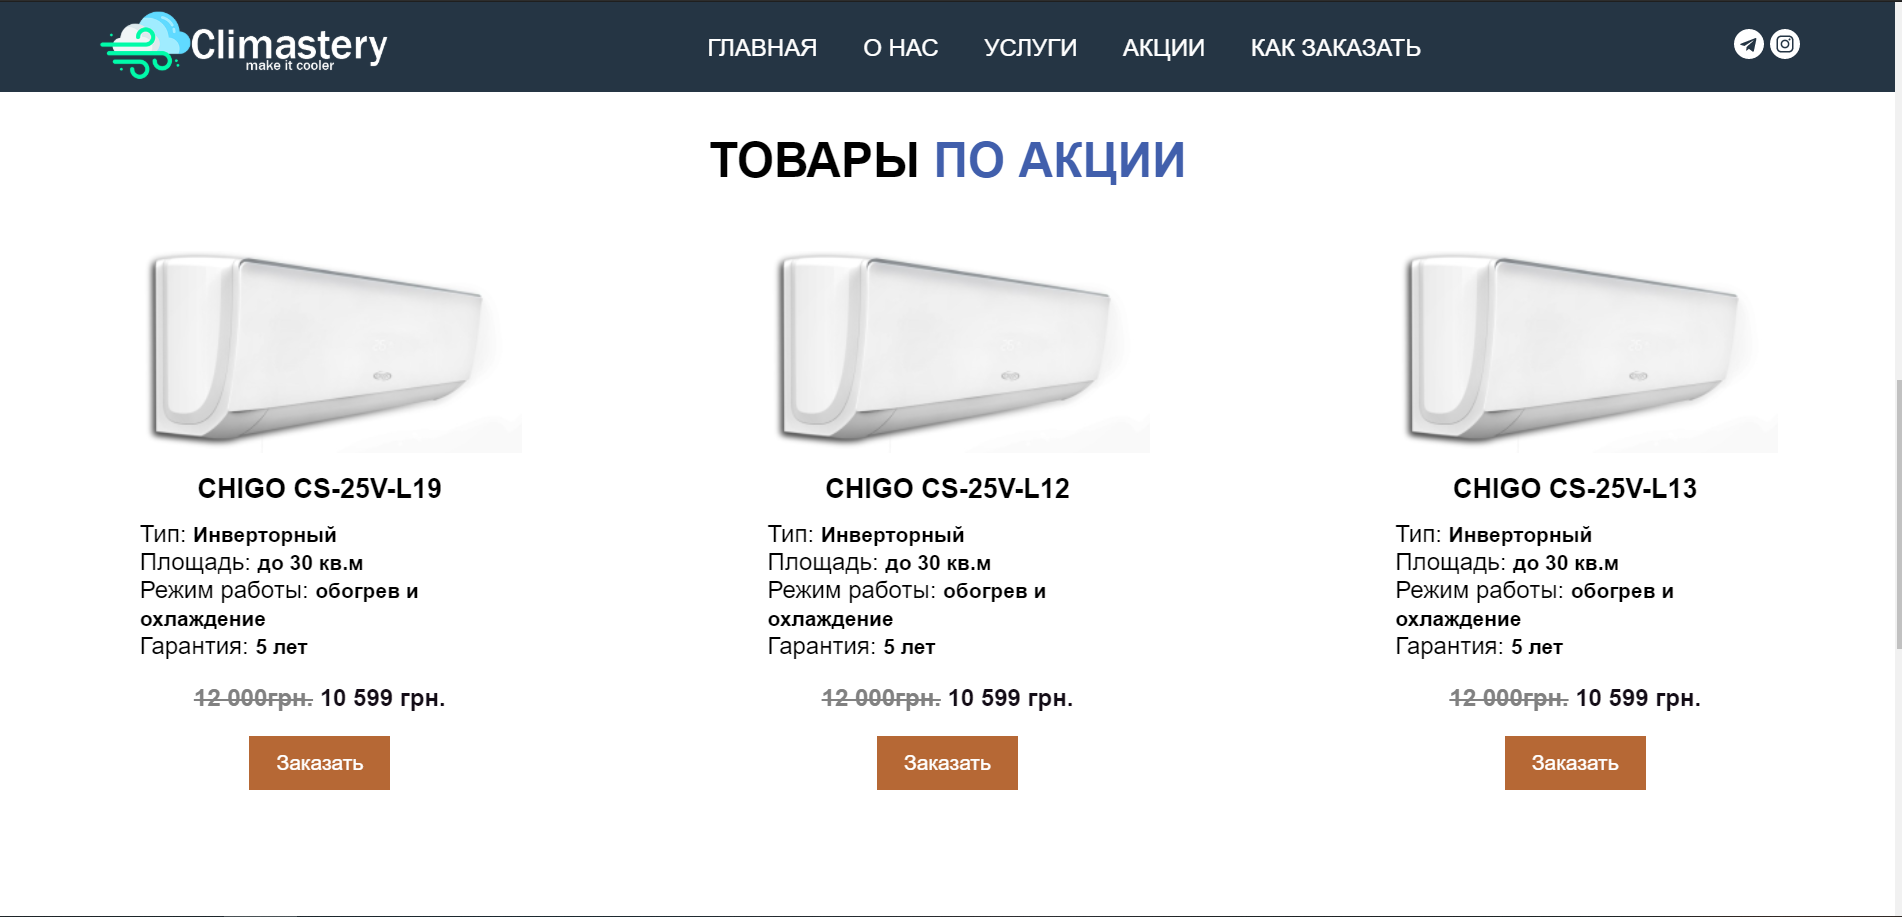 Climastery
make it cooler
ГЛАВНАЯ О НАС УСЛУГИ АКЦИИ КАК ЗАКАЗАТЬ
ТОВАРЫ ПО АКЦИИ
CHIGO CS-25V-L19
Тип: Инверторный
Площадь: до 30 кв.м
Режим работы: обогрев и
охлаждение
Гарантия: 5 лет
12 000грн. 10 599 грн.
Заказать
CHIGO CS-25V-L12
Тип: Инверторный
Площадь: до 30 кв.м
Режим работы: обогрев и
охлаждение
Гарантия: 5 лет
12 000грн. 10 599 грн.
Заказать
CHIGO CS-25V-L13
Тип: Инверторный
Площадь: до 30 кв.м
Режим работы: обогрев и
охлаждение
Гарантия: 5 лет
12 000грн. 10 599 грн.
Заказать